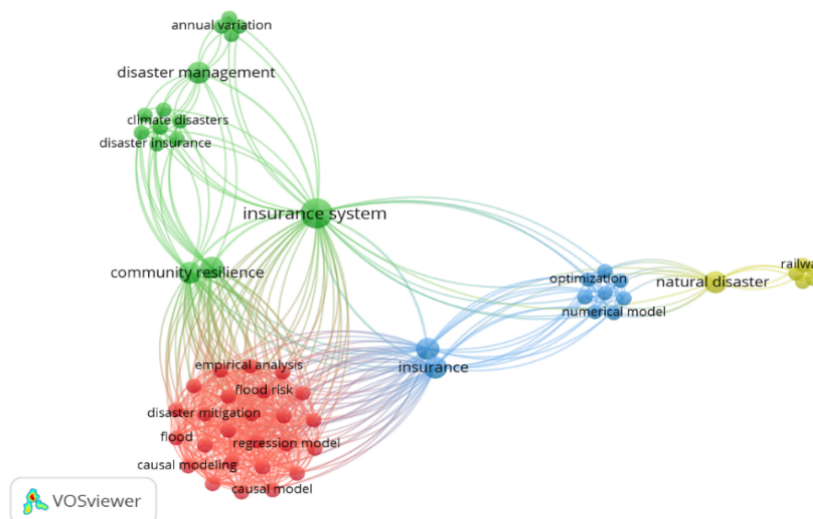 annual variation
disaster management
climate disasters
disaster insurance
insurance system
community resilience
optimization
natural disaster
railwa
numerical model
empirical analysis
insurance
flood risk
disaster mitigation
flood
regression model
causal modeling
causal model
VOSviewer